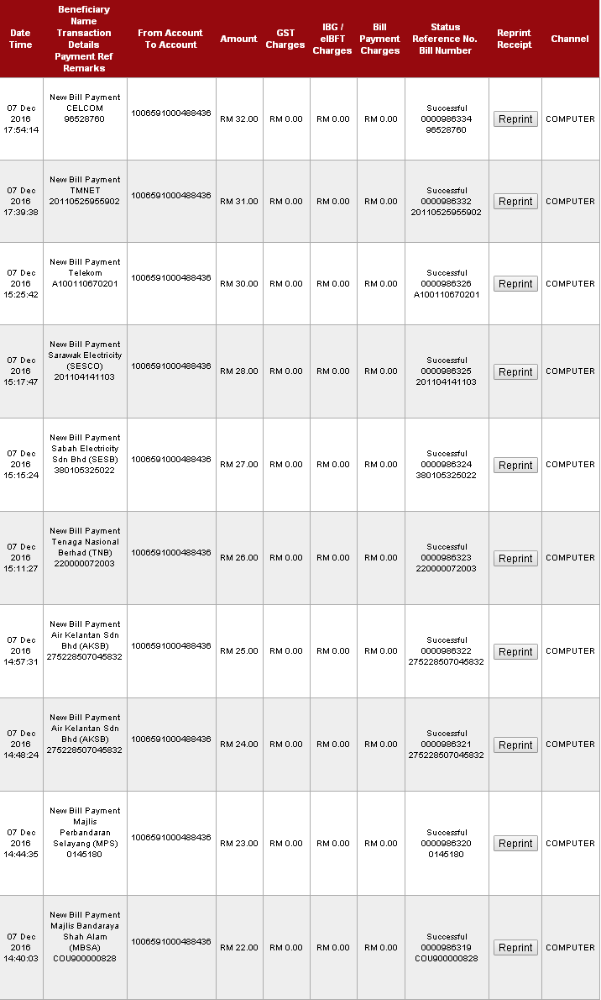 Date
Time
Beneficiary
Name
Transaction
Details
Payment Ref
Remarks
From Account
To Account
Amount
GST
Charges
IBG /
eIBFT
Charges
Bill
Payment
Charges
Status
Reference No.
Bill Number
Reprint
Receipt
Channel
07 Dec
2016
17:54:14
New Bill Payment
CELCOM
96528760
1006591000488436
RM 32.00
RM 0.00
RM 0.00
RM 0.00
Successful
0000986334
96528760
Reprint
COMPUTER
07 Dec
2016
17:39:38
New Bill Payment
TMNET
20110525955902
1006591000488436
RM 31.00
RM 0.00
RM 0.00
RM 0.00
Successful
0000986332
20110525955902
Reprint
COMPUTER
07 Dec
2016
15:25:42
New Bill Payment
Telekom
A100110670201
1006591000488436
RM 30.00
RM 0.00
RM 0.00
RM 0.00
Successful
0000986326
A100110670201
Reprint
COMPUTER
07 Dec
2016
15:17:47
New Bill Payment
Sarawak Electricity
(SESCO)
201104141103
1006591000488436
RM 28.00
RM 0.00
RM 0.00
RM 0.00
Successful
0000986325
201104141103
Reprint
COMPUTER
07 Dec
2016
15:15:24
New Bill Payment
Sabah Electricity
Sdn Bhd (SESB)
380105325022
1006591000488436
RM 27.00
RM 0.00
RM 0.00
RM 0.00
Successful
0000986324
380105325022
Reprint
COMPUTER
07 Dec
2016
15:11:27
New Bill Payment
Tenaga Nasional
Berhad (TNB)
220000072003
1006591000488436
RM 26.00
RM 0.00
RM 0.00
RM 0.00
Successful
0000986323
220000072003
Reprint
COMPUTER
07 Dec
2016
14:57:31
New Bill Payment
Air Kelantan Sdn
Bhd (AKSB)
275228507045832
1006591000488436
RM 25.00
RM 0.00
RM 0.00
RM 0.00
Successful
0000986322
275228507045832
Reprint
COMPUTER
07 Dec
2016
14:48:24
New Bill Payment
Air Kelantan Sdn
Bhd (AKSB)
275228507045832
1006591000488436
RM 24.00
RM 0.00
RM 0.00
RM 0.00
Successful
0000986321
275228507045832
Reprint
COMPUTER
07 Dec
2016
14:44:35
New Bill Payment
Majlis
Perbandaran
Selayang (MPS)
0145180
1006591000488436
RM 23.00
RM 0.00
RM 0.00
RM 0.00
Successful
0000986320
0145180
Reprint
COMPUTER
07 Dec
2016
14:40:03
New Bill Payment
Majlis Bandaraya
Shah Alam
(MBSA)
COU900000828
1006591000488436
RM 22.00
RM 0.00
RM 0.00
RM 0.00
Successful
0000986319
COU900000828
Reprint
COMPUTER